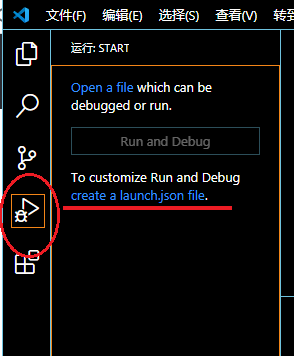 文件(F) 编辑(E) 选择(S) 查看(V) 转到
运行: START
Open a file which can be
debugged or run.
Run and Debug
To customize Run and Debug
create a launch.json file.